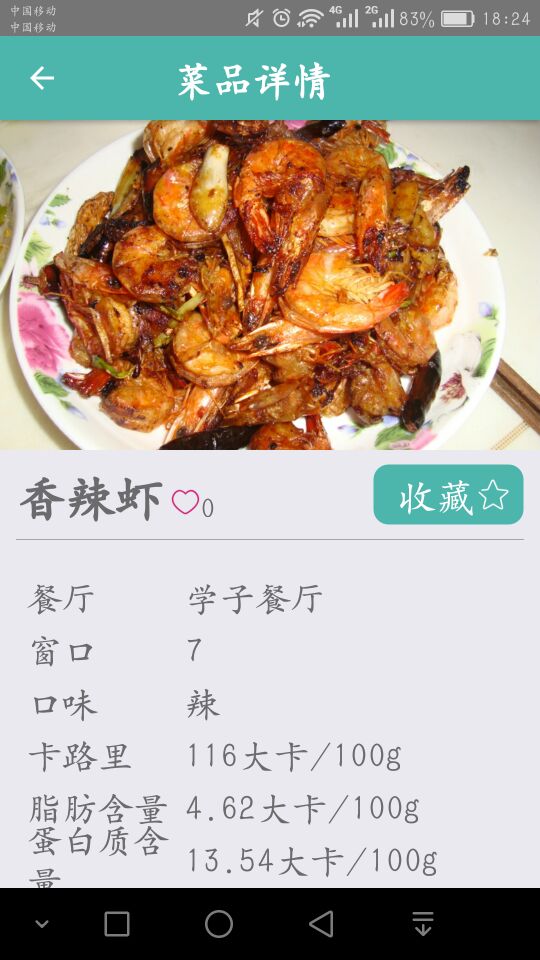 中国移动 4G 2G 83% 18:24
中国移动
菜品详情
香辣虾 0 收藏
餐厅 学子餐厅
窗口 7
口味 辣
卡路里 116大卡/100g
脂肪含量 4.62大卡/100g
蛋白质含
量 13.54大卡/100g